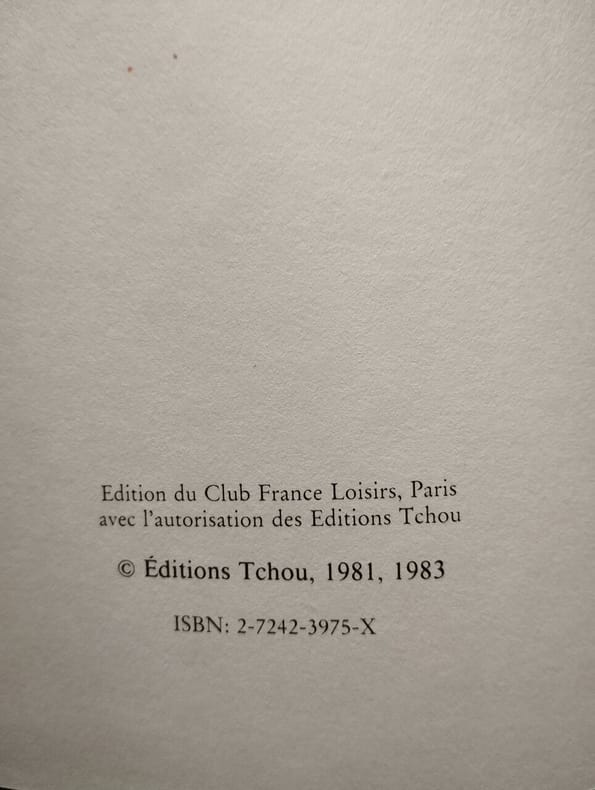 Edition du Club France Loisirs, Paris
avec l'autorisation des Editions Tchou
© Éditions Tchou, 1981, 1983
ISBN: 2-7242-3975-X